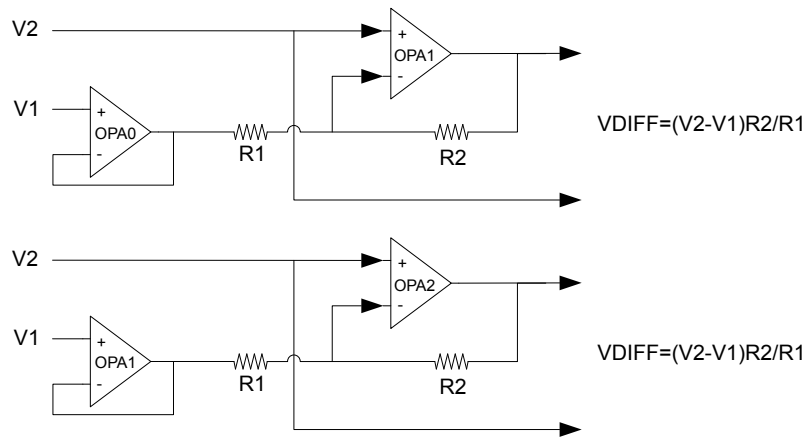 V2
+
OPA1
-
V1
+
OPA0
-
R1
R2
VDIFF=(V2-V1)R2/R1
V2
+
OPA2
-
V1
+
OPA1
-
R1
R2
VDIFF=(V2-V1)R2/R1